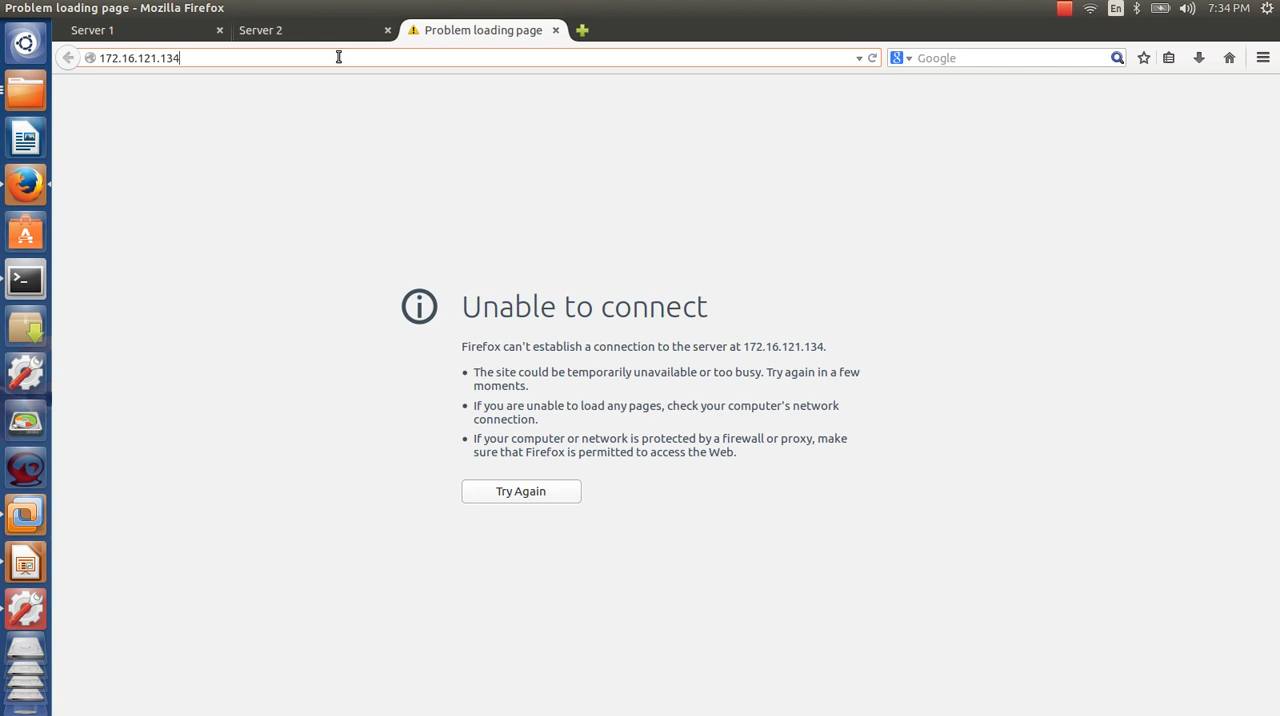 Problem loading page - Mozilla Firefox
En
7:34 PM
Server 1
Server 2
Problem loading page
172.16.121.134
Google
Unable to connect
Firefox can't establish a connection to the server at 172.16.121.134.
The site could be temporarily unavailable or too busy. Try again in a few
moments.
If you are unable to load any pages, check your computer's network
connection.
If your computer or network is protected by a firewall or proxy, make
sure that Firefox is permitted to access the Web.
Try Again